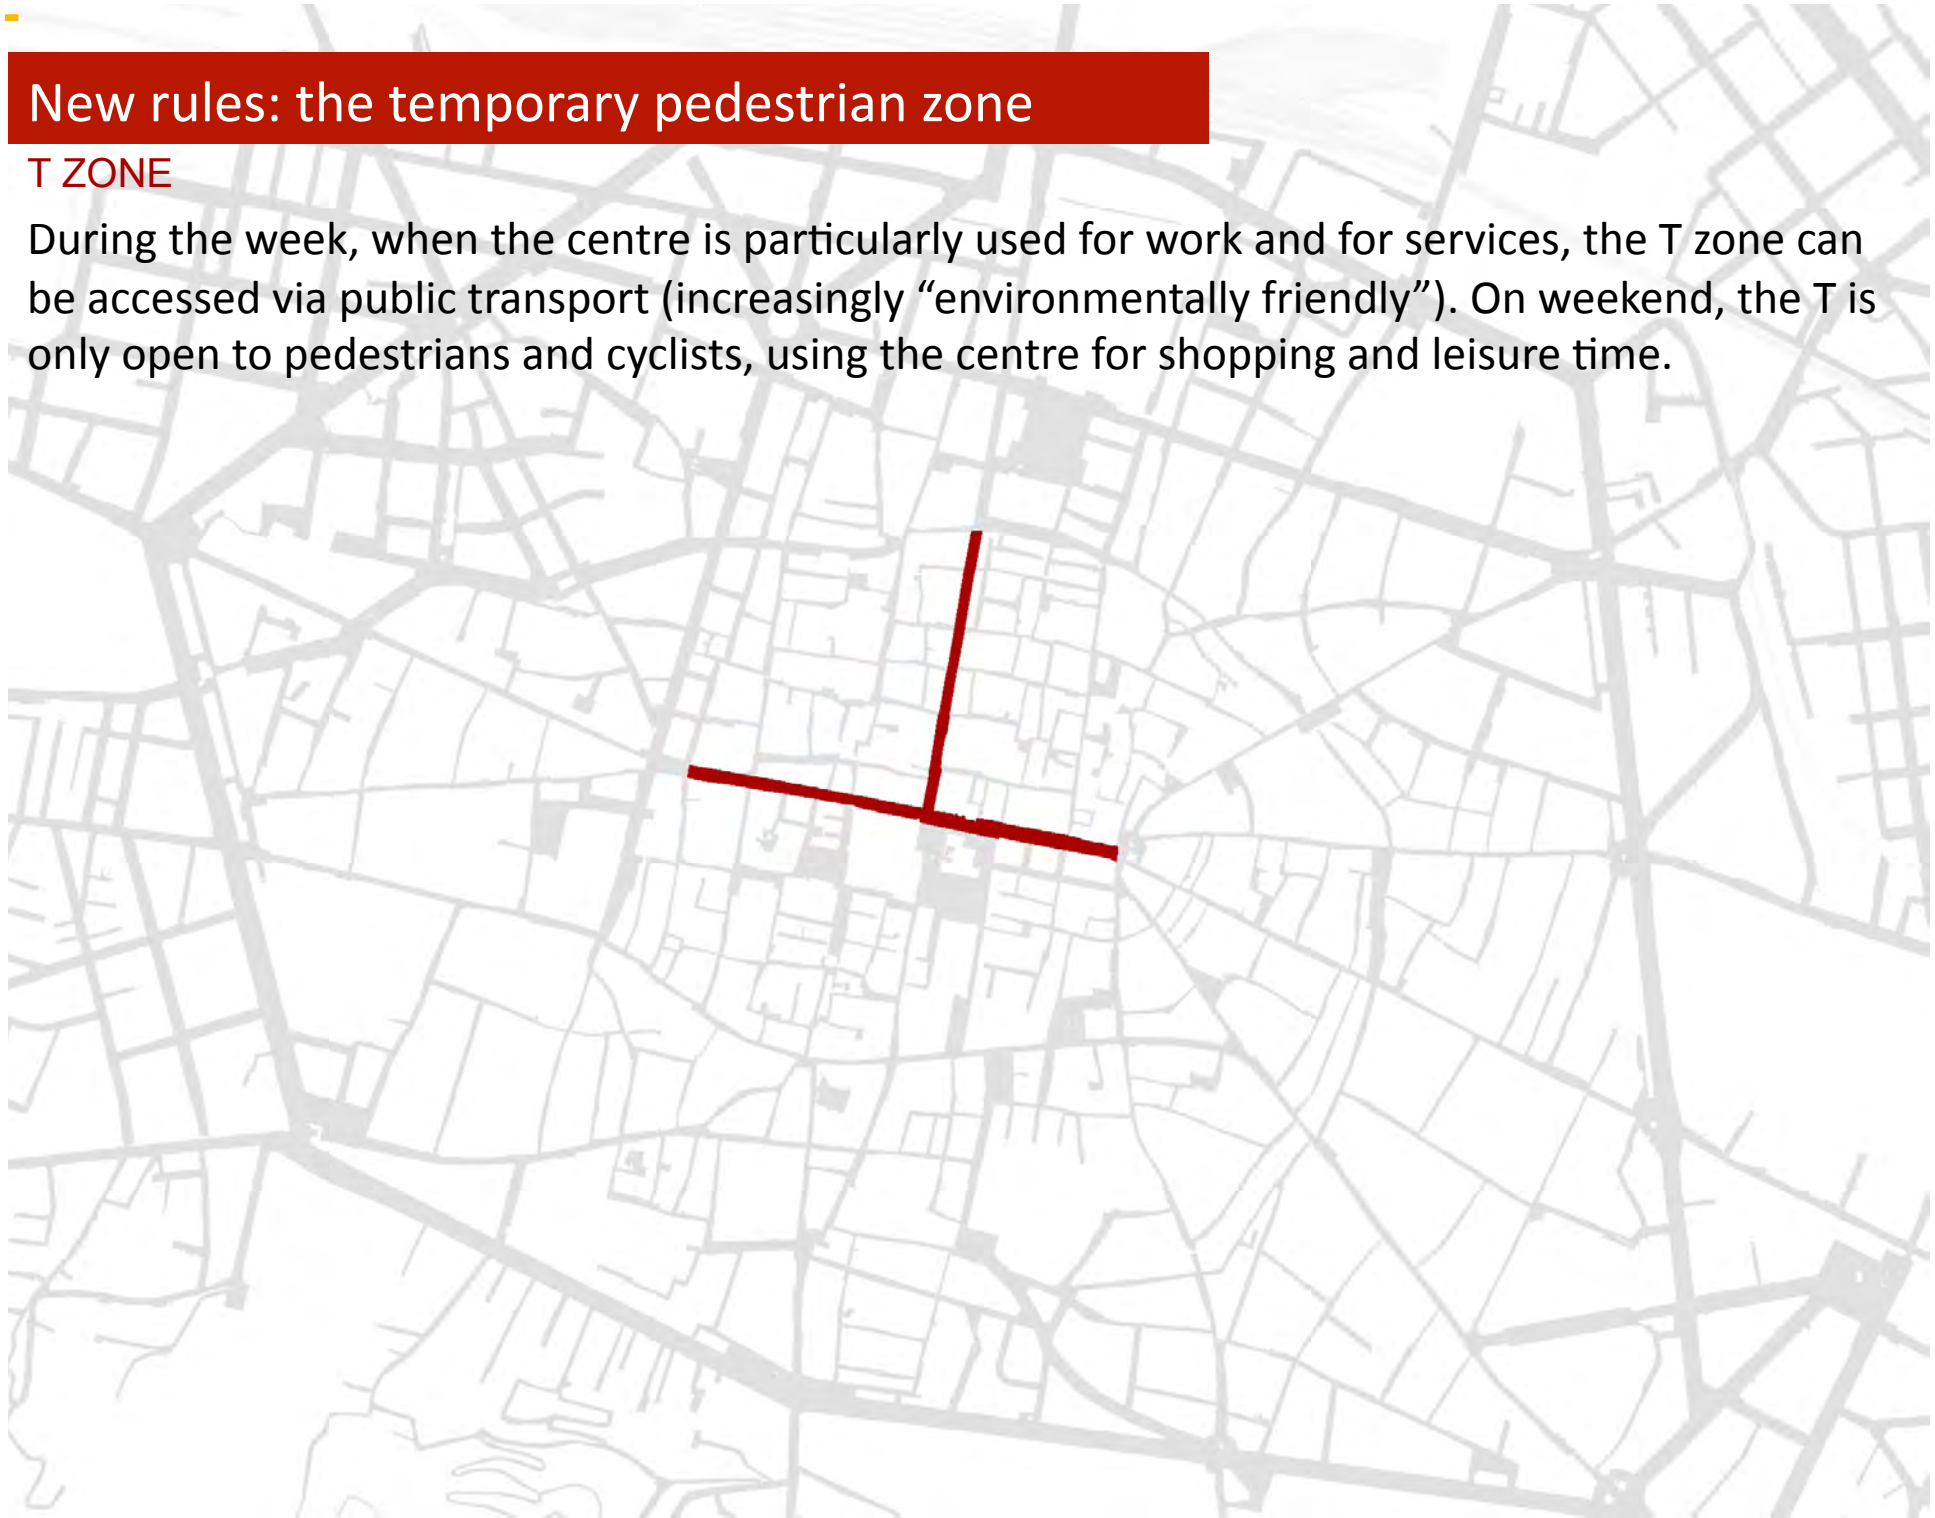 New rules: the temporary pedestrian zone
T ZONE
During the week, when the centre is particularly used for work and for services, the T zone can
be accessed via public transport (increasingly “environmentally friendly”). On weekend, the T is
only open to pedestrians and cyclists, using the centre for shopping and leisure time.